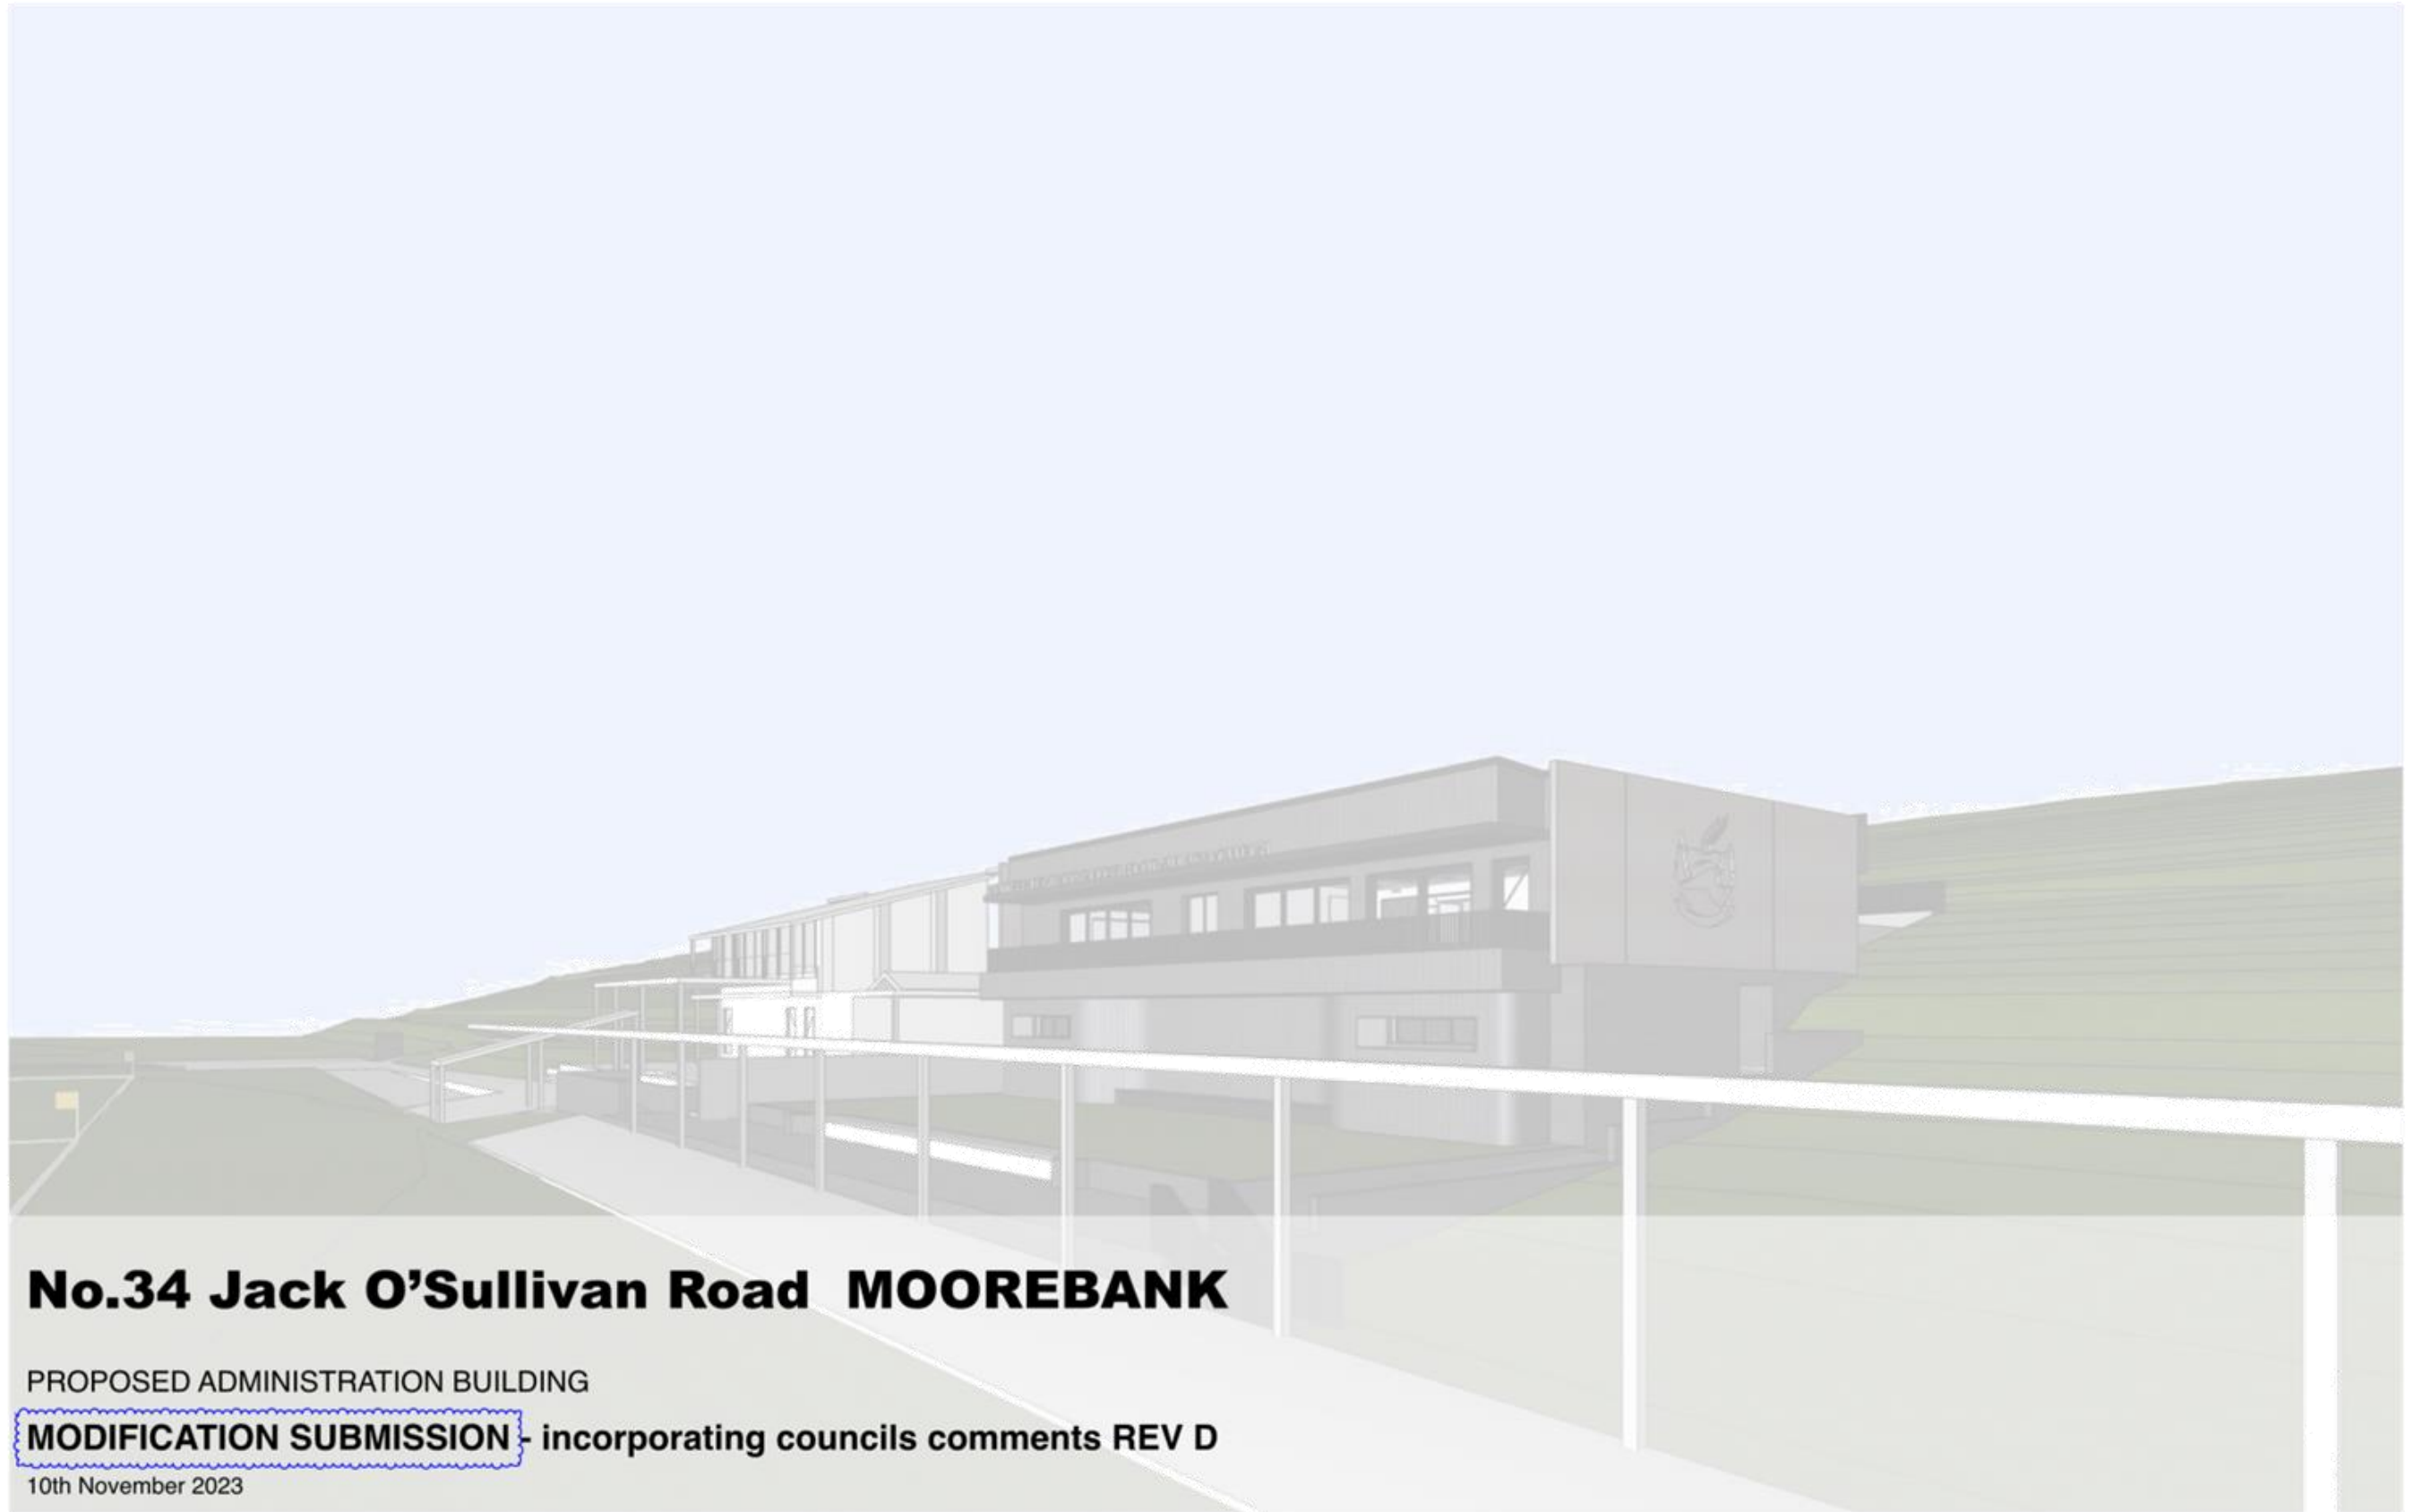 No.34 Jack O’Sullivan Road MOOREBANK
PROPOSED ADMINISTRATION BUILDING
MODIFICATION SUBMISSION - incorporating councils comments REV D
10th November 2023